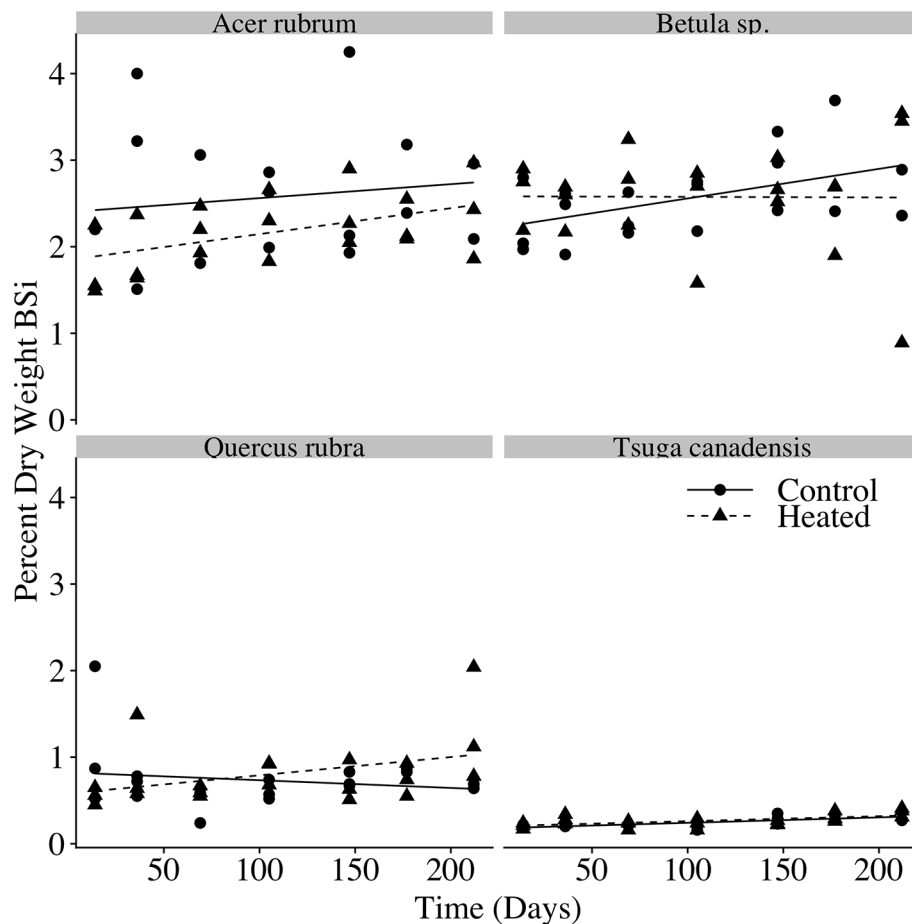 Acer rubrum
Betula sp.
4
3
2
1
0
Quercus rubra
Tsuga canadensis
Percent Dry Weight BSi
4
3
2
1
0
Control
Heated
50
100
150
200
50
100
150
200
Time (Days)